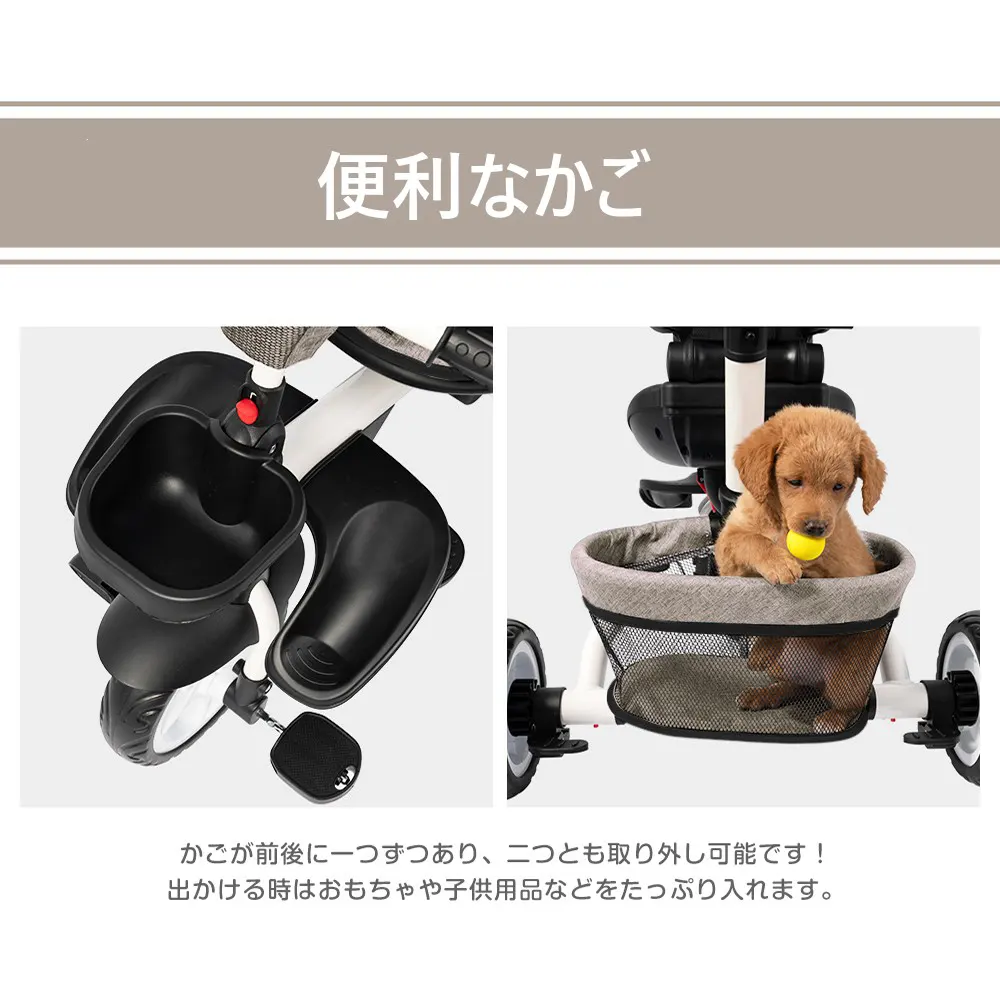 便利なかご
かごが前後に一つずつあり、二つとも取り外し可能です！
出かける時はおもちゃや子供用品などをたっぷり入れます。